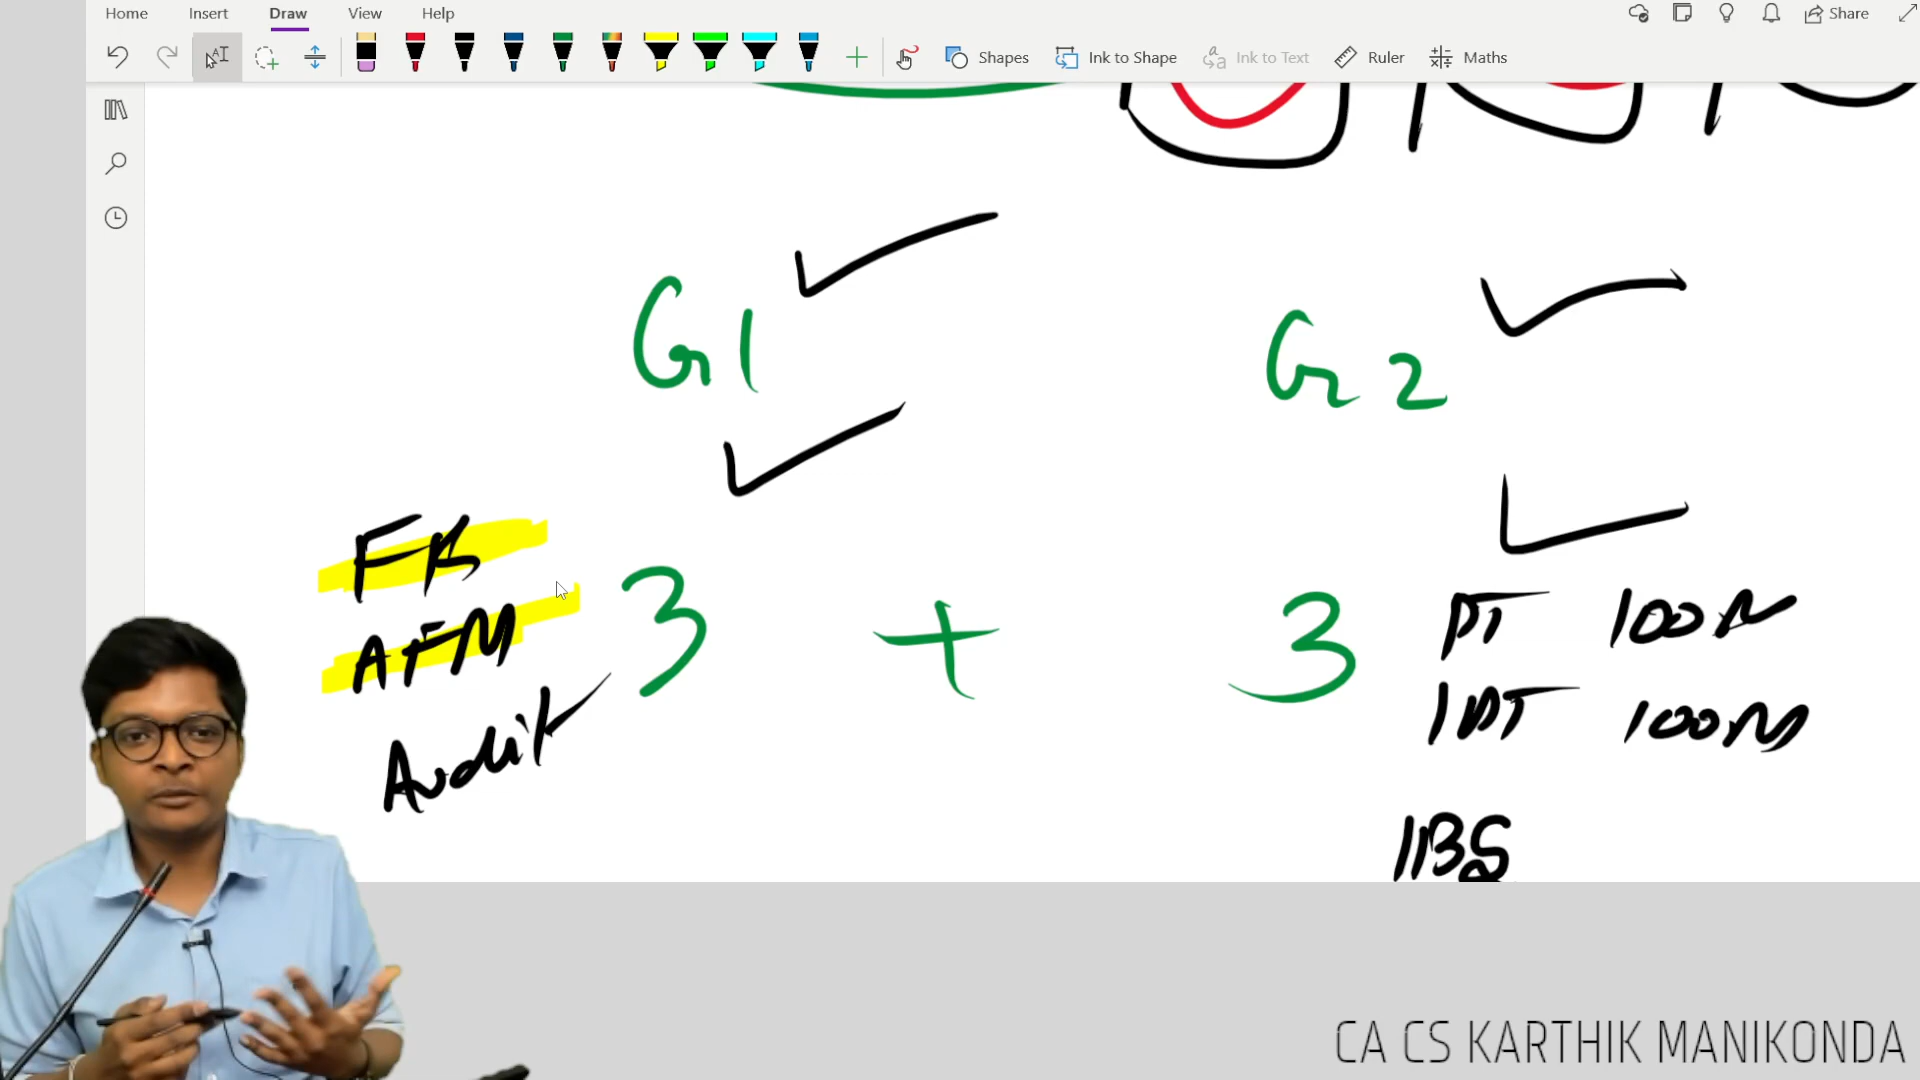 Home Insert Draw View Help Share
Shapes Ink to Shape Ink to Text Ruler Maths
G1 G2
FR
AFM
Audit
3 + 3
DT 100M
IDT 100M
IBS
CA CS KARTHIK MANIKONDA